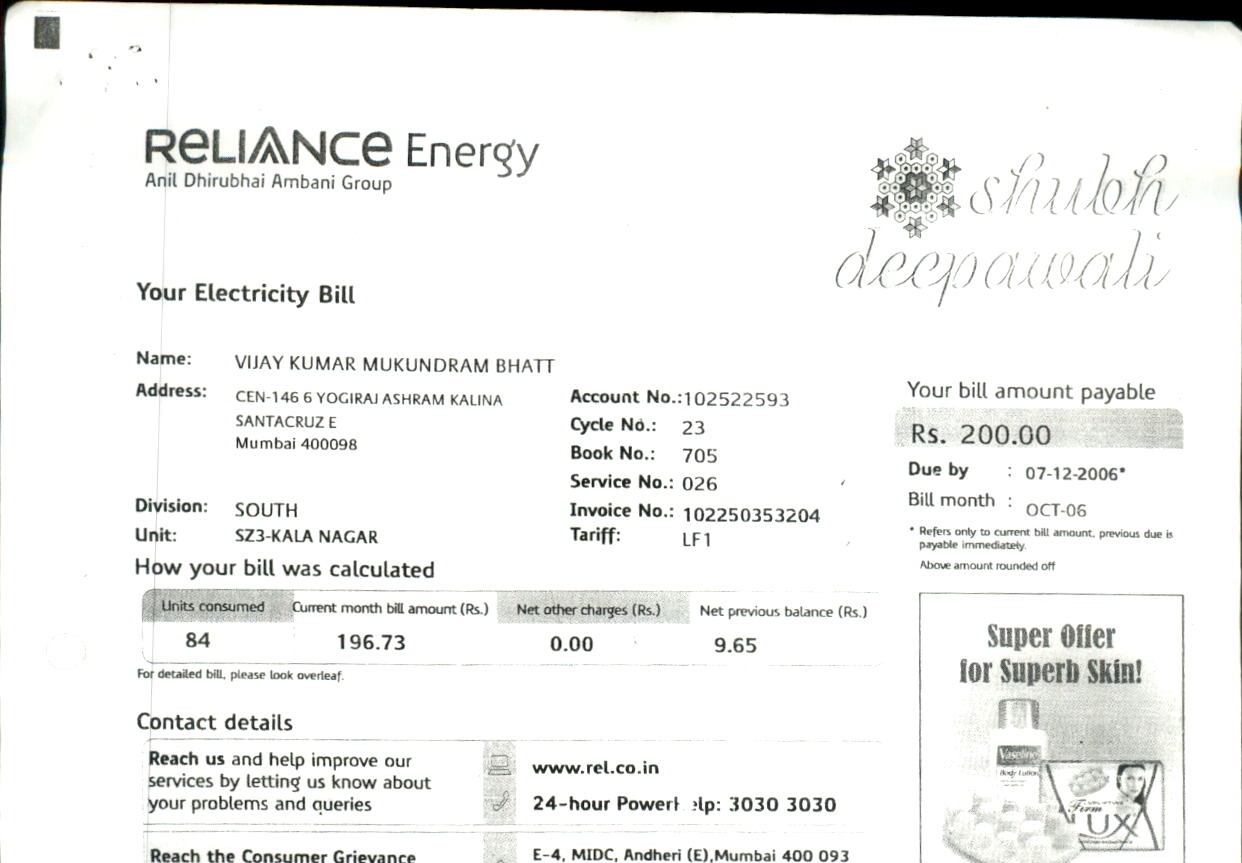 RELIANCE Energy
Anil Dhirubhai Ambani Group
shubh
deepawali
Your Electricity Bill
Name: VIJAY KUMAR MUKUNDRAM BHATT
Address: CEN-146 6 YOGIRAJ ASHRAM KALINA
SANTACRUZ E
Mumbai 400098
Division: SOUTH
Unit: SZ3-KALA NAGAR
Account No.:102522593
Cycle No.: 23
Book No.: 705
Service No.: 026
Invoice No.: 102250353204
Tariff: LF1
Your bill amount payable
Rs. 200.00
Due by : 07-12-2006*
Bill month : OCT-06
* Refers only to current bill amount, previous due is
payable immediately.
Above amount rounded off
How your bill was calculated
Units consumed Current month bill amount (Rs.) Net other charges (Rs.) Net previous balance (Rs.)
84 196.73 0.00 9.65
For detailed bill, please look overleaf.
Contact details
Reach us and help improve our
services by letting us know about
your problems and queries
www.rel.co.in
24-hour Powerh elp: 3030 3030
Reach the Consumer Grievance
E-4, MIDC, Andheri (E),Mumbai 400 093
Super Offer
for Superb Skin!
Vaseline
Body Lotion
Firm
LUX